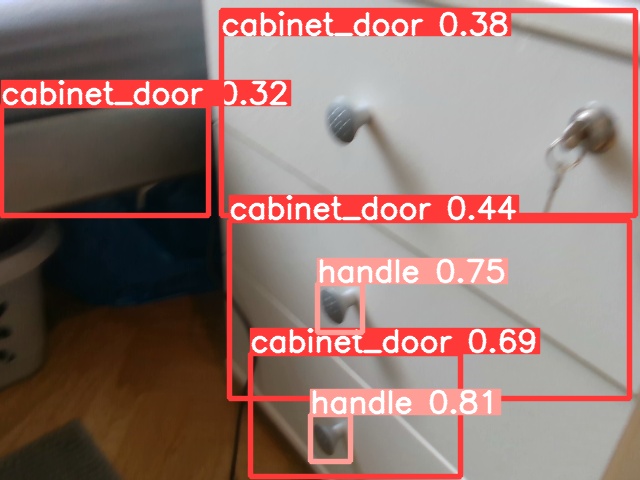 cabinet_door 0.38
cabinet_door 0.32
cabinet_door 0.44
handle 0.75
cabinet_door 0.69
handle 0.81